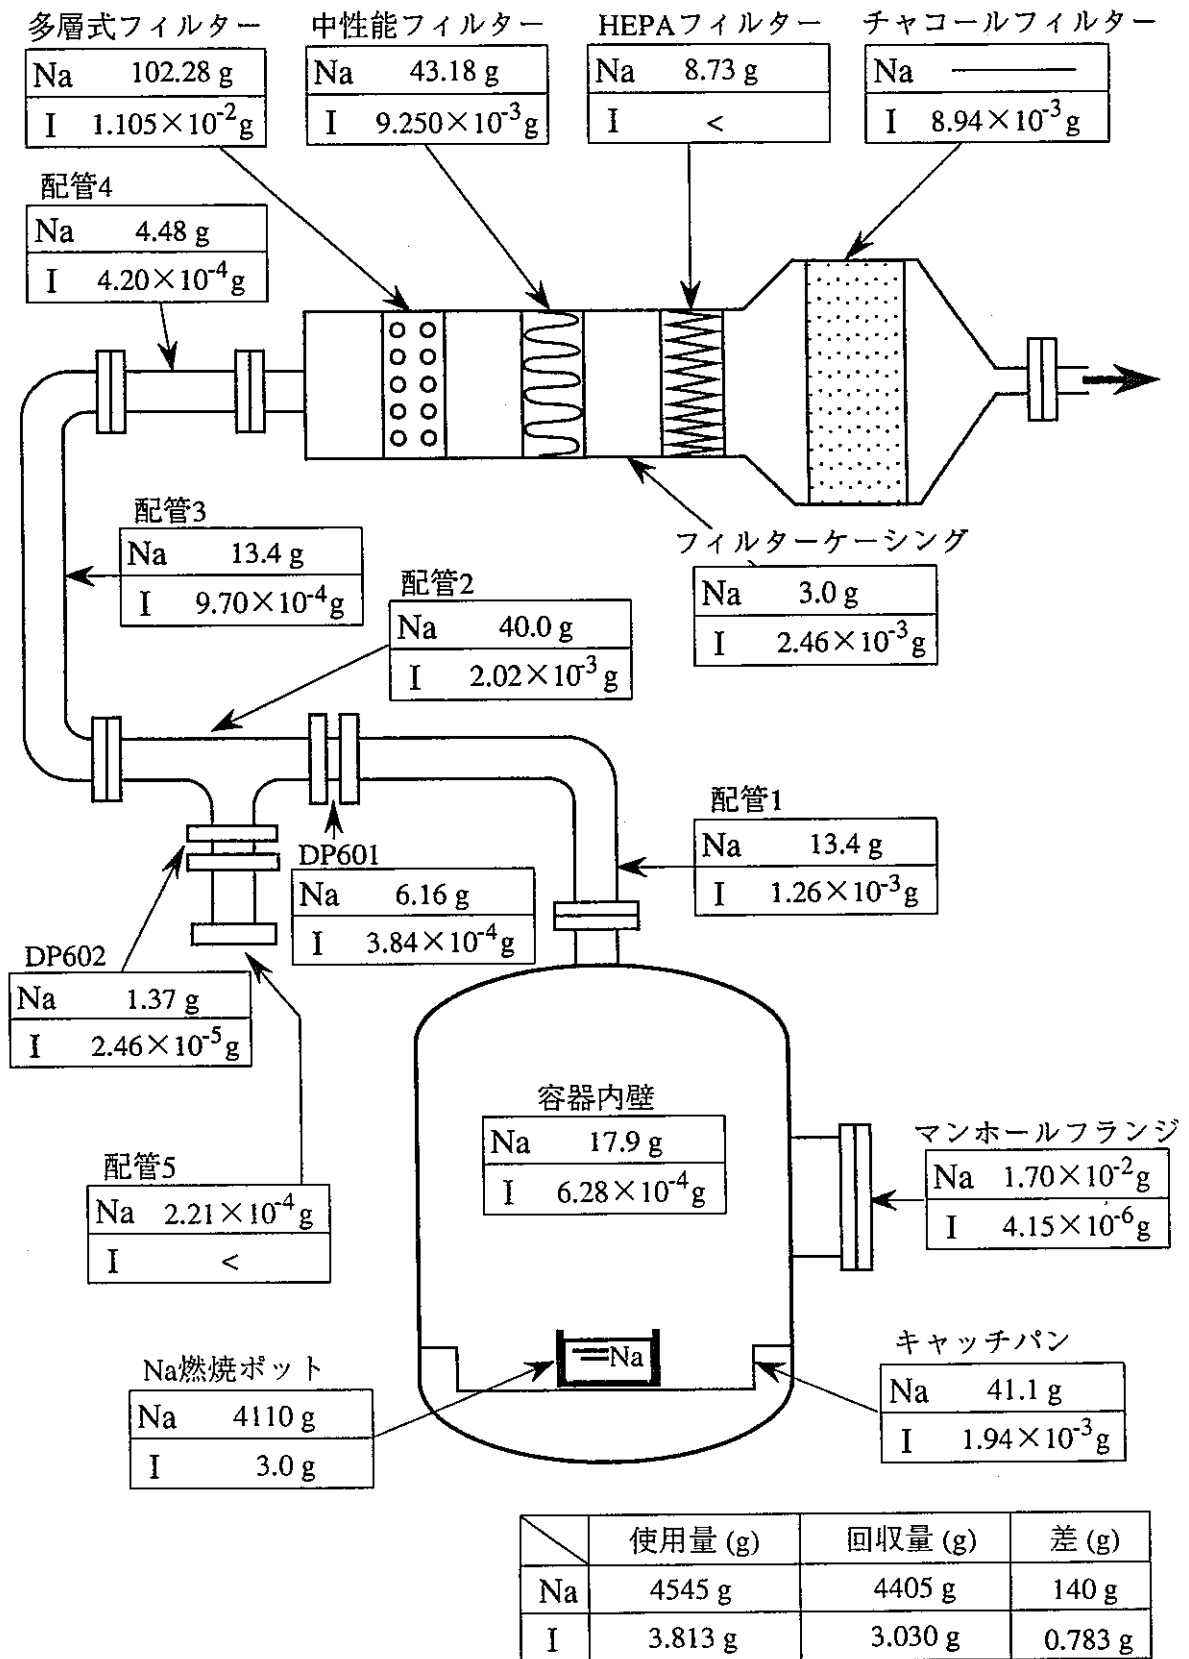 多層式フィルター
Na 102.28 g
I 1.105×10⁻²g
中性能フィルター
Na 43.18 g
I 9.250×10⁻³g
HEPAフィルター
Na 8.73 g
I <
チャコールフィルター
Na ———
I 8.94×10⁻³g
配管4
Na 4.48 g
I 4.20×10⁻⁴g
配管3
Na 13.4 g
I 9.70×10⁻⁴g
配管2
Na 40.0 g
I 2.02×10⁻³g
フィルターケーシング
Na 3.0 g
I 2.46×10⁻³g
配管1
Na 13.4 g
I 1.26×10⁻³g
DP601
Na 6.16 g
I 3.84×10⁻⁴g
DP602
Na 1.37 g
I 2.46×10⁻⁵g
容器内壁
Na 17.9 g
I 6.28×10⁻⁴g
マンホールフランジ
Na 1.70×10⁻²g
I 4.15×10⁻⁶g
配管5
Na 2.21×10⁻⁴g
I <
Na
Na燃焼ポット
Na 4110 g
I 3.0 g
キャッチパン
Na 41.1 g
I 1.94×10⁻³g
使用量 (g) 回収量 (g) 差 (g)
Na 4545 g 4405 g 140 g
I 3.813 g 3.030 g 0.783 g